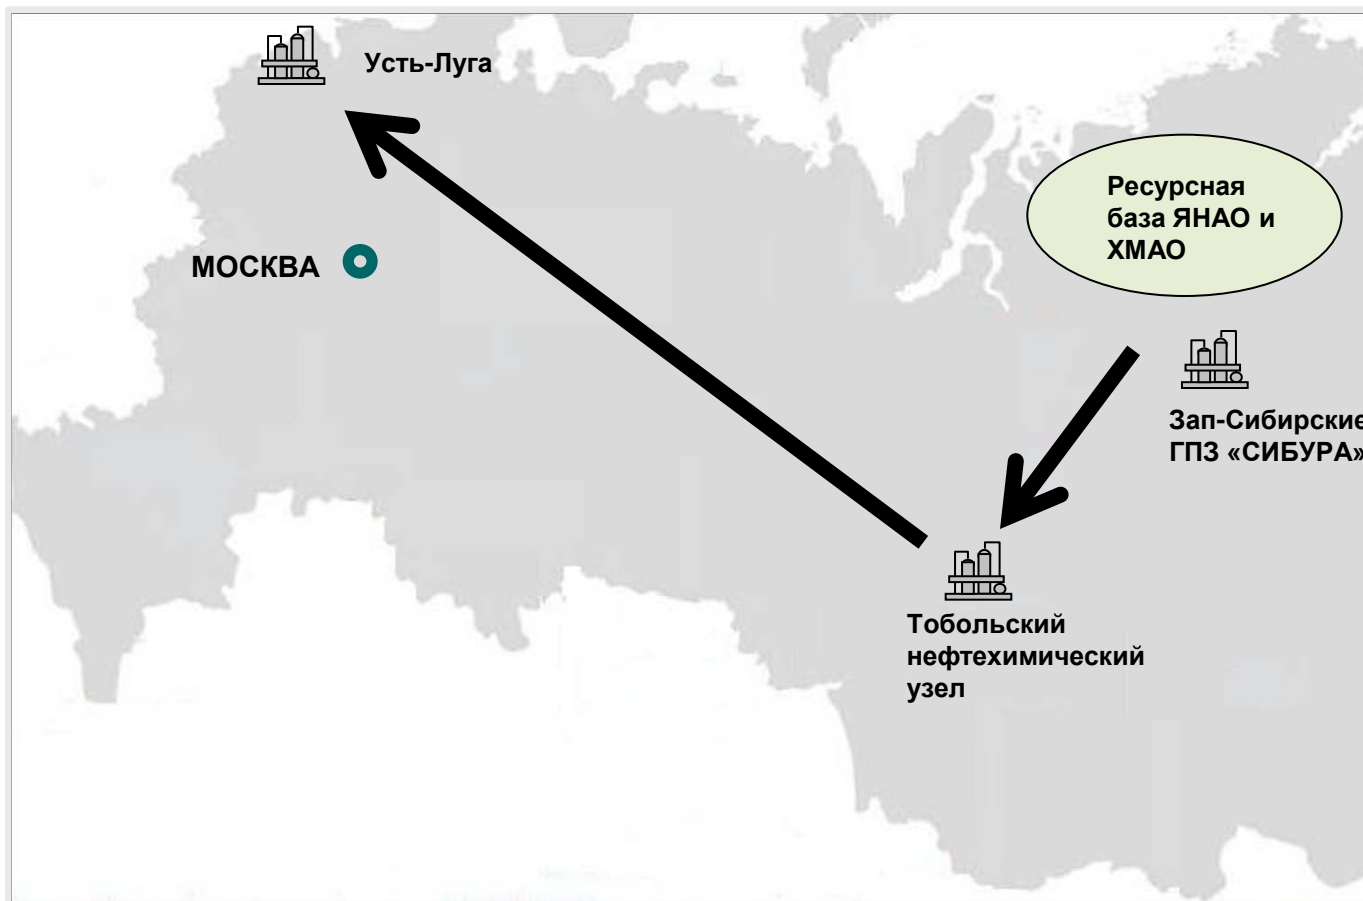 Усть-Луга
Ресурсная
база ЯНАО и
ХМАО
МОСКВА
Зап-Сибирские
ГПЗ «СИБУРА»
Тобольский
нефтехимический
узел